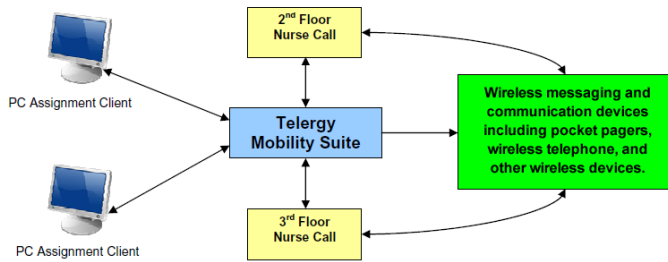 2nd Floor
Nurse Call
PC Assignment Client
Telergy
Mobility Suite
Wireless messaging and
communication devices
including pocket pagers,
wireless telephone, and
other wireless devices.
3rd Floor
Nurse Call
PC Assignment Client